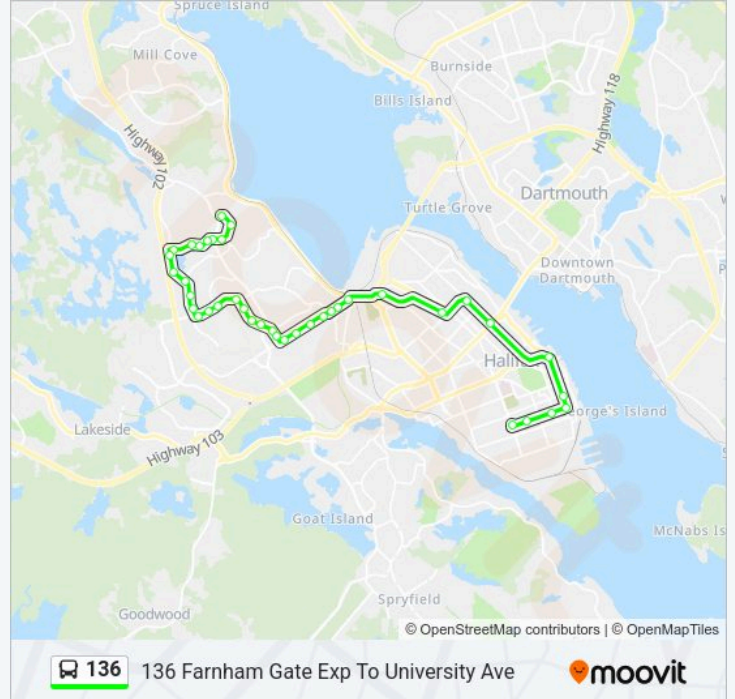 Spruce Island
Mill Cove
Burnside
Bills Island
Highway 118
Highway 102
Dartmouth
Turtle Grove
Downtown
Dartmouth
Hali
orge's Island
Lakeside
Highway 103
Goat Island
McNabs Is
Spryfield
Goodwood
© OpenStreetMap contributors | © OpenMapTiles
136 136 Farnham Gate Exp To University Ave moovit